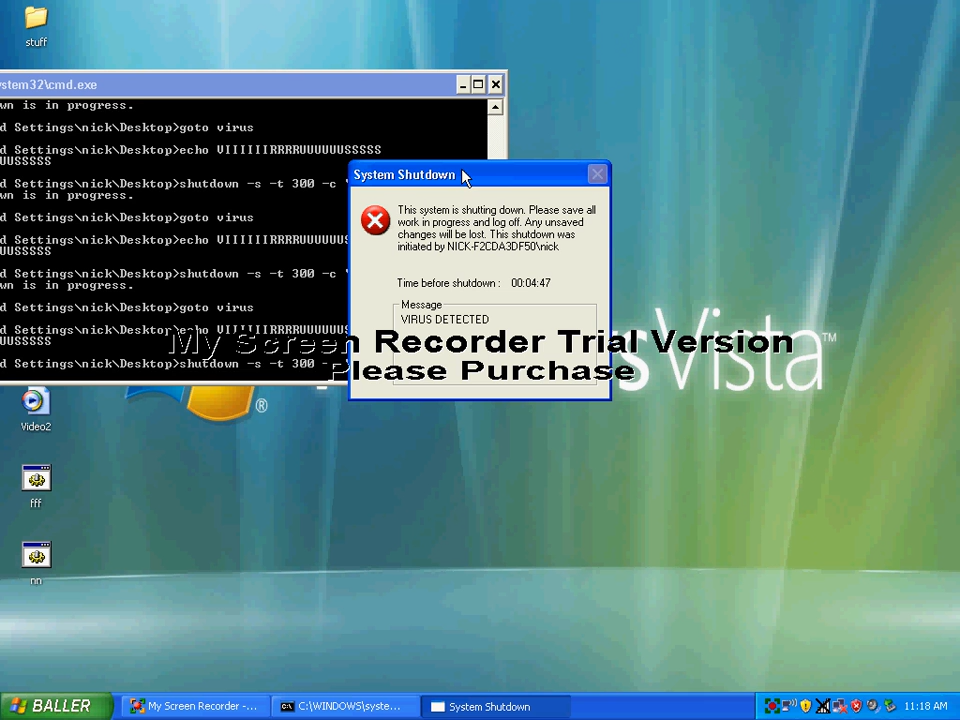 stuff
ystem32\cmd.exe
wn is in progress.
d Settings\nick\Desktop>goto virus
d Settings\nick\Desktop>echo VIIIIIIRRRRUUUUUUSSSSS
UUSSSSS
d Settings\nick\Desktop>shutdown -s -t 300 -c "
wn is in progress.
d Settings\nick\Desktop>goto virus
d Settings\nick\Desktop>echo VIIIIIIRRRRUUUUUUS
UUSSSSS
d Settings\nick\Desktop>shutdown -s -t 300 -c "
wn is in progress.
d Settings\nick\Desktop>goto virus
d Settings\nick\Desktop>echo
UUSSSSS
d Settings\nick\Desktop>shutdown -s -t 300
System Shutdown
This system is shutting down. Please save all
work in progress and log off. Any unsaved
changes will be lost. This shutdown was
initiated by NICK-F2CDA3DF50\nick
Time before shutdown : 00:04:47
Message
VIRUS DETECTED
My Screen Recorder Trial Version
Please Purchase
s Vista™
®
Video2
fff
nn
BALLER
My Screen Recorder -...
C:\WINDOWS\syste...
System Shutdown
11:18 AM